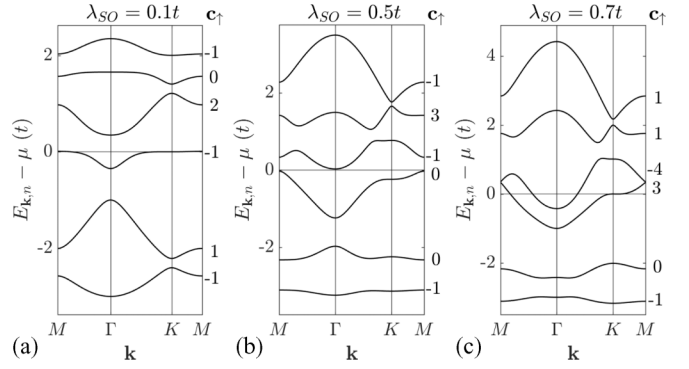 λ_SO = 0.1t c↑ λ_SO = 0.5t c↑ λ_SO = 0.7t c↑
E_k,n − μ (t)
2
0
-2
-1
0
2
-1
1
-1
M Γ K M
(a) k
E_k,n − μ (t)
2
0
-2
-1
3
-1
0
0
-1
M Γ K M
(b) k
E_k,n − μ (t)
4
2
0
-2
1
1
-4
3
0
-1
M Γ K M
(c) k